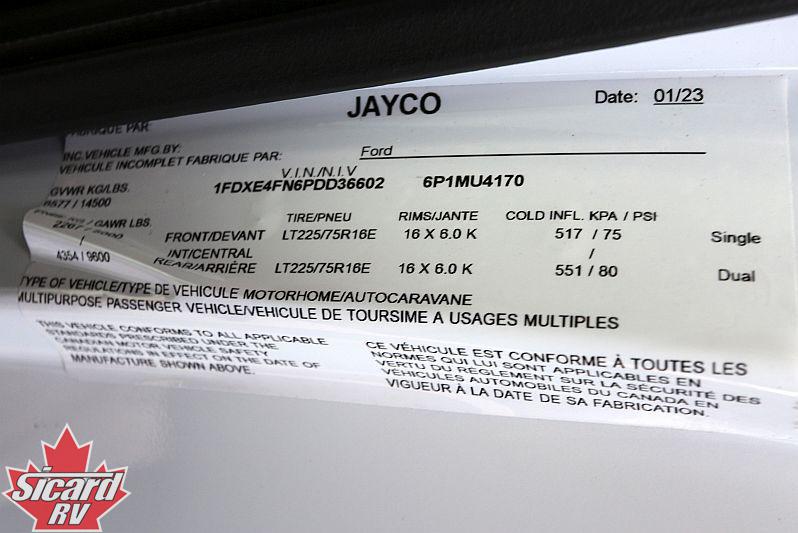 JAYCO Date: 01/23
FABRIQUE PAR
INC.VEHICLE MFG.BY:
VEHICULE INCOMPLET FABRIQUE PAR: Ford
V.I.N./N.I.V
GVWR KG/LBS. 1FDXE4FN6PDD36602 6P1MU4170
6577 / 14500
TIRE/PNEU RIMS/JANTE COLD INFL. KPA / PSI
/ GAWR LBS.
FRONT/DEVANT LT225/75R16E 16 X 6.0 K 517 / 75 Single
/ INT/CENTRAL /
4354 / 9600 REAR/ARRIÈRE LT225/75R16E 16 X 6.0 K 551 / 80 Dual
TYPE OF VEHICLE/TYPE DE VEHICULE MOTORHOME/AUTOCARAVANE
MULTIPURPOSE PASSENGER VEHICLE/VEHICULE DE TOURSIME A USAGES MULTIPLES
THIS VEHICLE CONFORMS TO ALL APPLICABLE
STANDARDS PRESCRIBED UNDER THE
CANADIAN MOTOR VEHICLE SAFETY
REGULATIONS IN EFFECT ON THE DATE OF
MANUFACTURE SHOWN ABOVE.
CE VÉHICULE EST CONFORME À TOUTES LES
NORMES QUI LUI SONT APPLICABLES EN
VERTU DU RÈGLEMENT SUR LA SÉCURITÉ DES
VÉHICULES AUTOMOBILES DU CANADA EN
VIGUEUR À LA DATE DE SA FABRICATION.
Sicard
RV